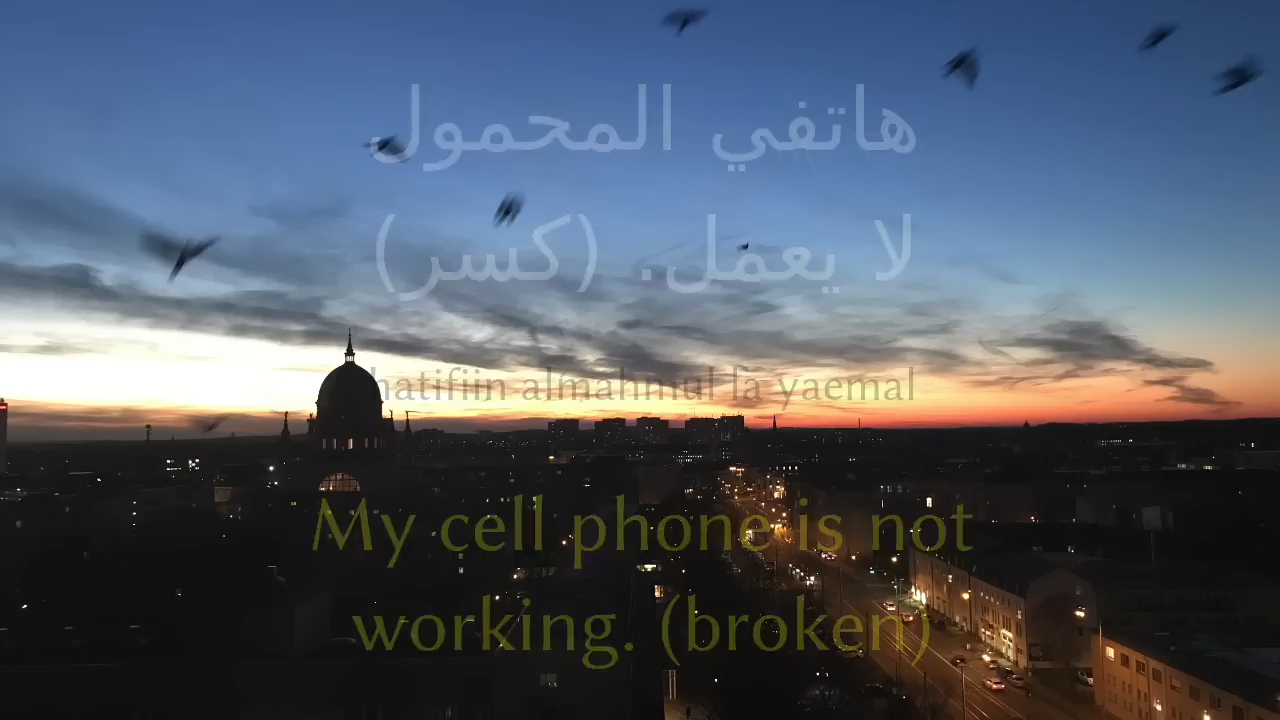 هاتفي المحمول
لا يعمل. (كسر)
hatifiin almahmul la yaemal
My cell phone is not
working. (broken)